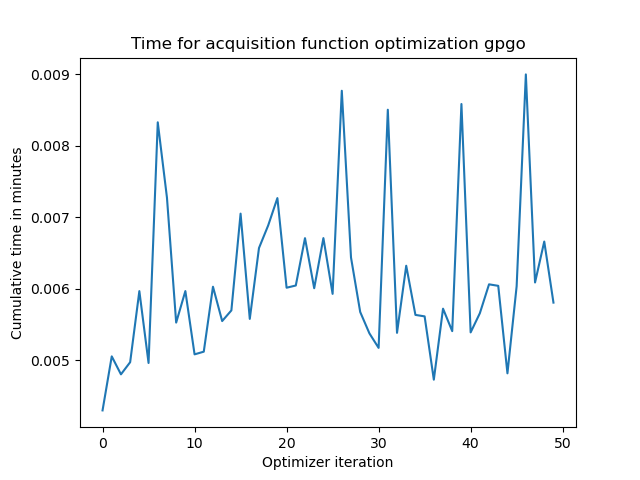 Time for acquisition function optimization gpgo
Cumulative time in minutes
0.009
0.008
0.007
0.006
0.005
0 10 20 30 40 50
Optimizer iteration